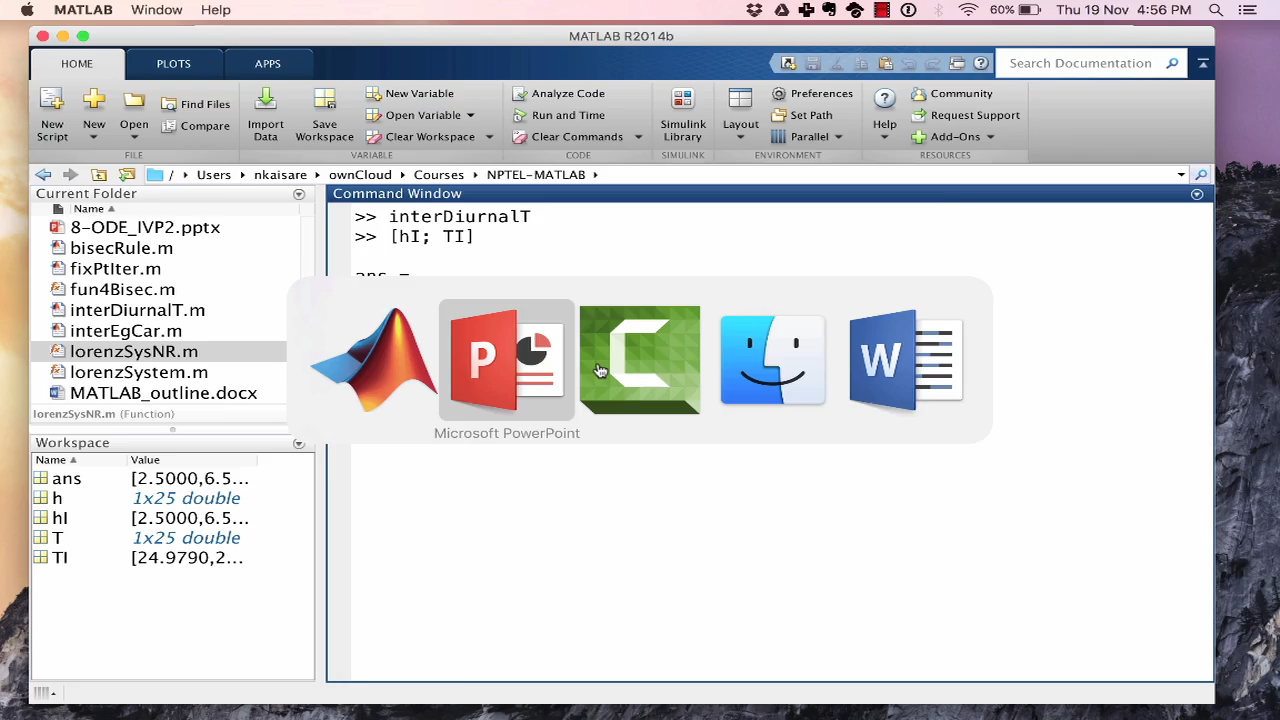 MATLAB Window Help 60% Thu 19 Nov 4:56 PM
MATLAB R2014b
HOME PLOTS APPS Search Documentation
New Script
New
Open
Find Files
Compare
FILE
Import Data
Save Workspace
New Variable
Open Variable
Clear Workspace
VARIABLE
Analyze Code
Run and Time
Clear Commands
CODE
Simulink Library
SIMULINK
Layout
Preferences
Set Path
Parallel
ENVIRONMENT
Help
Community
Request Support
Add-Ons
RESOURCES
/ Users nkaisare ownCloud Courses NPTEL-MATLAB
Current Folder
Name
8-ODE_IVP2.pptx
bisecRule.m
fixPtIter.m
fun4Bisec.m
interDiurnalT.m
interEgCar.m
lorenzSysNR.m
lorenzSystem.m
MATLAB_outline.docx
lorenzSysNR.m (Function)
Workspace
Name Value
ans [2.5000,6.5...
h 1x25 double
hI [2.5000,6.5...
T 1x25 double
TI [24.9790,2...
Command Window
>> interDiurnalT
>> [hI; TI]
ans =
P
C
W
Microsoft PowerPoint